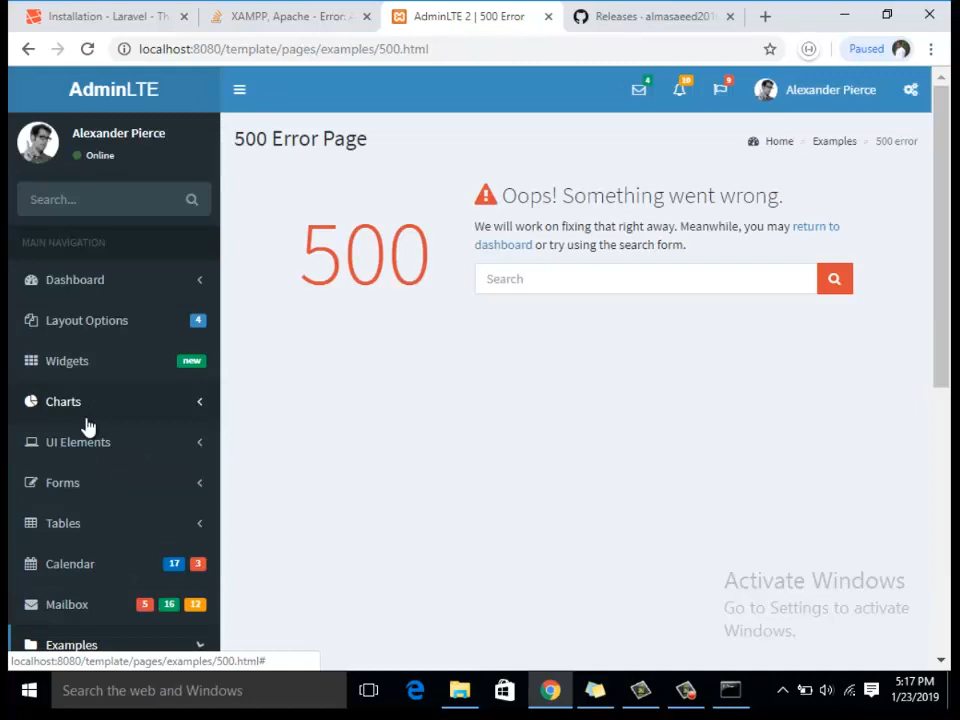 Installation - Laravel - Th
XAMPP, Apache - Error:
AdminLTE 2 | 500 Error
Releases · almasaeed201
localhost:8080/template/pages/examples/500.html
Paused
AdminLTE
4
10
9
Alexander Pierce
Alexander Pierce
Online
500 Error Page
Home > Examples > 500 error
Search...
Oops! Something went wrong.
We will work on fixing that right away. Meanwhile, you may return to
dashboard or try using the search form.
500
Search
MAIN NAVIGATION
Dashboard
Layout Options 4
Widgets new
Charts
UI Elements
Forms
Tables
Calendar 17 3
Mailbox 5 16 12
Examples
Activate Windows
Go to Settings to activate
Windows.
localhost:8080/template/pages/examples/500.html#
Search the web and Windows
5:17 PM
1/23/2019